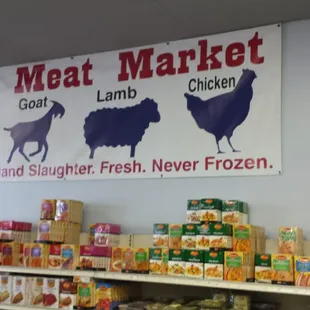 Meat Market
Goat Lamb Chicken
and Slaughter. Fresh. Never Frozen.